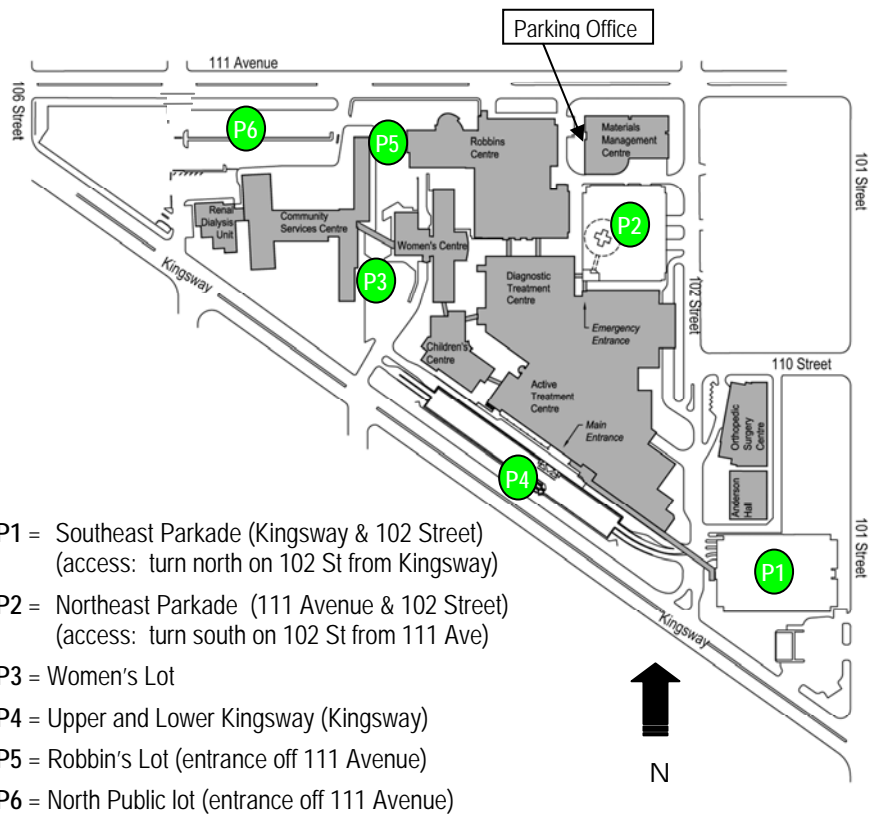 Parking Office
111 Avenue
106 Street
P6
P5
Robbins
Centre
Materials
Management
Centre
101 Street
P2
Renal
Dialysis
Unit
Community
Services Centre
Women's Centre
Kingsway
P3
Diagnostic
Treatment
Centre
102 Street
Emergency
Entrance
Children's
Centre
110 Street
Active
Treatment
Centre
Main
Entrance
Orthopedic
Surgery
Centre
P4
Anderson
Hall
101 Street
P1
Kingsway
P1 = Southeast Parkade (Kingsway & 102 Street)
(access: turn north on 102 St from Kingsway)
P2 = Northeast Parkade (111 Avenue & 102 Street)
(access: turn south on 102 St from 111 Ave)
P3 = Women's Lot
P4 = Upper and Lower Kingsway (Kingsway)
P5 = Robbin's Lot (entrance off 111 Avenue)
P6 = North Public lot (entrance off 111 Avenue)
N